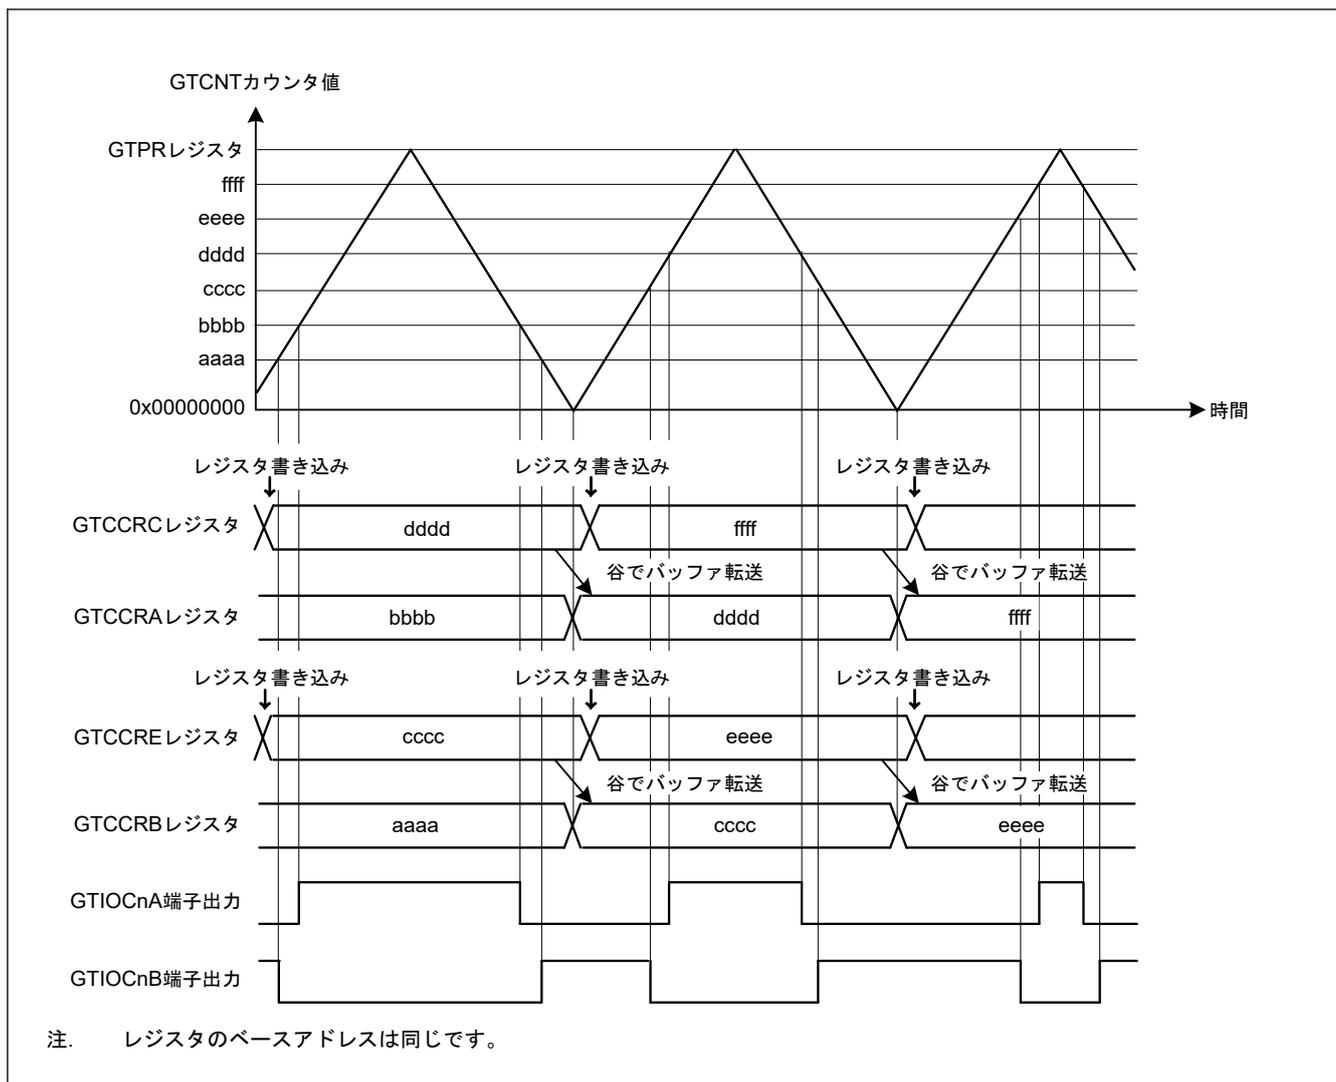 GTCNTカウンタ値
GTPRレジスタ
ffff
eeee
dddd
cccc
bbbb
aaaa
0x00000000
時間
レジスタ書き込み レジスタ書き込み レジスタ書き込み
GTCCRCレジスタ dddd ffff
谷でバッファ転送 谷でバッファ転送
GTCCRAレジスタ bbbb dddd ffff
レジスタ書き込み レジスタ書き込み レジスタ書き込み
GTCCREレジスタ cccc eeee
谷でバッファ転送 谷でバッファ転送
GTCCRBレジスタ aaaa cccc eeee
GTIOCnA端子出力
GTIOCnB端子出力
注. レジスタのベースアドレスは同じです。